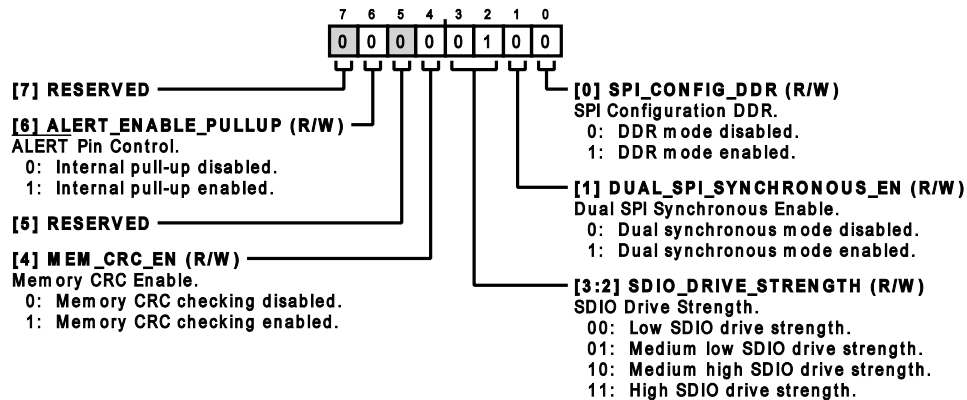 7 6 5 4 3 2 1 0
0 0 0 0 0 1 0 0
[7] RESERVED
[6] ALERT_ENABLE_PULLUP (R/W)
ALERT Pin Control.
0: Internal pull-up disabled.
1: Internal pull-up enabled.
[5] RESERVED
[4] MEM_CRC_EN (R/W)
Memory CRC Enable.
0: Memory CRC checking disabled.
1: Memory CRC checking enabled.
[0] SPI_CONFIG_DDR (R/W)
SPI Configuration DDR.
0: DDR mode disabled.
1: DDR mode enabled.
[1] DUAL_SPI_SYNCHRONOUS_EN (R/W)
Dual SPI Synchronous Enable.
0: Dual synchronous mode disabled.
1: Dual synchronous mode enabled.
[3:2] SDIO_DRIVE_STRENGTH (R/W)
SDIO Drive Strength.
00: Low SDIO drive strength.
01: Medium low SDIO drive strength.
10: Medium high SDIO drive strength.
11: High SDIO drive strength.